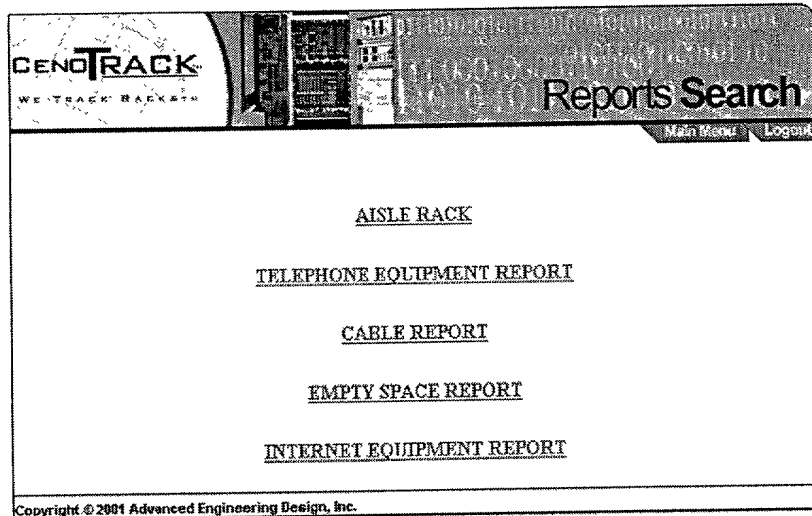 CENOTRACK
WE TRACK RACKS
Reports Search
Main Menu Logout
AISLE RACK
TELEPHONE EQUIPMENT REPORT
CABLE REPORT
EMPTY SPACE REPORT
INTERNET EQUIPMENT REPORT
Copyright © 2001 Advanced Engineering Design, Inc.